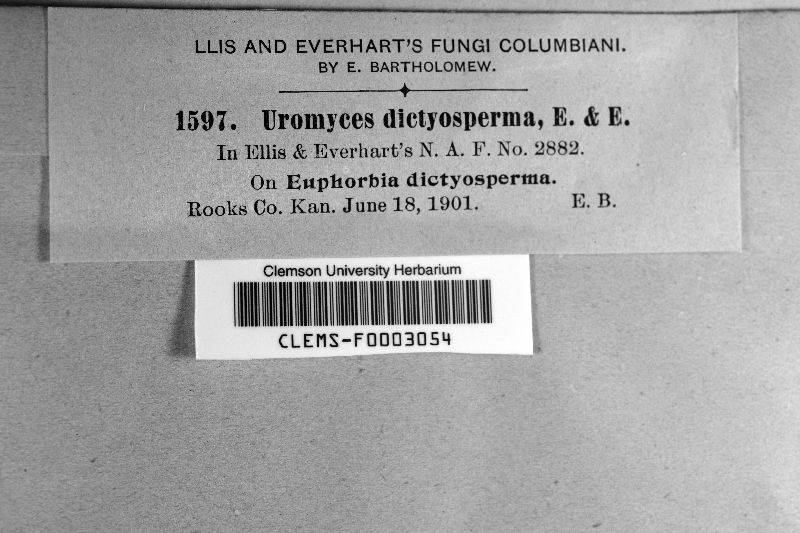 LLIS AND EVERHART'S FUNGI COLUMBIANI.
BY E. BARTHOLOMEW.
1597. Uromyces dictyosperma, E. & E.
In Ellis & Everhart's N. A. F. No. 2882.
On Euphorbia dictyosperma.
Rooks Co. Kan. June 18, 1901. E. B.
Clemson University Herbarium
CLEMS-F0003054